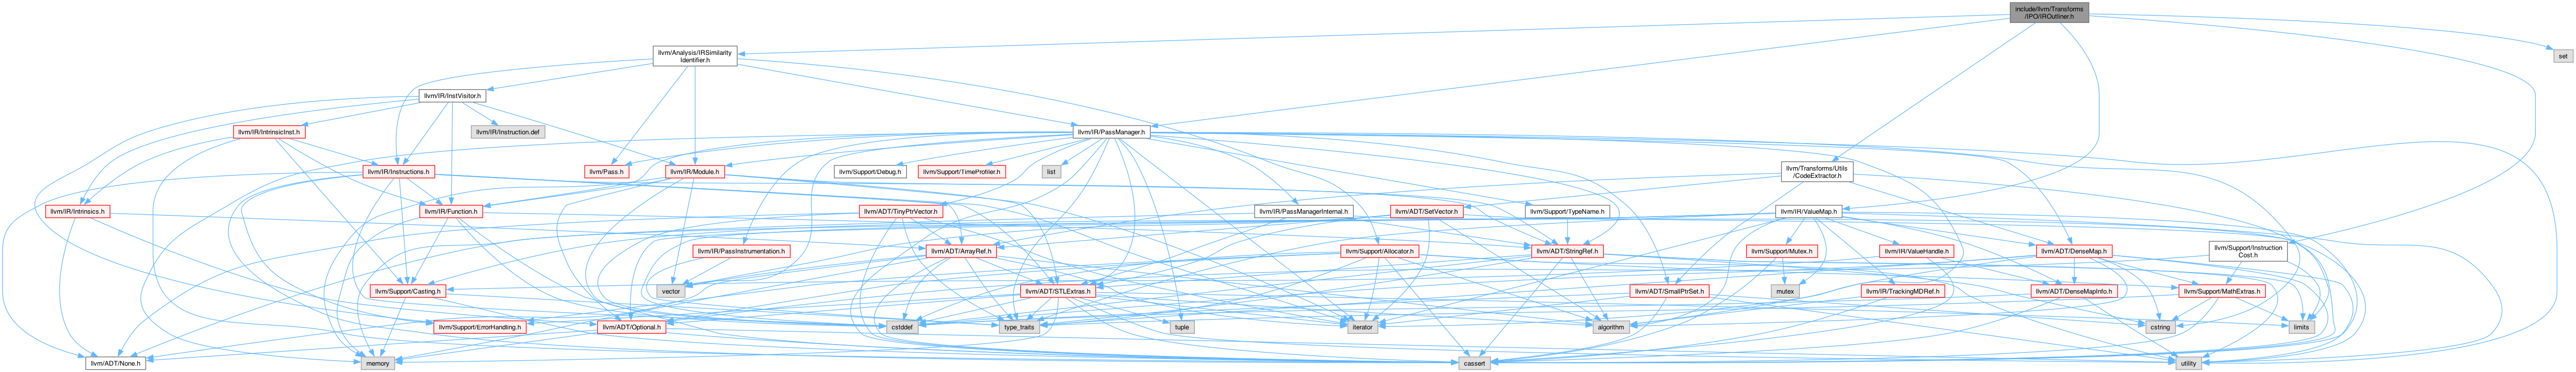 include/llvm/Transforms
/IPO/IROutliner.h
llvm/Analysis/IRSimilarity
Identifier.h
set
llvm/IR/InstVisitor.h
llvm/IR/IntrinsicInst.h
llvm/IR/Instruction.def
llvm/IR/PassManager.h
llvm/IR/Instructions.h
llvm/Pass.h
llvm/IR/Module.h
llvm/Support/Debug.h
llvm/Support/TimeProfiler.h
list
llvm/Transforms/Utils
/CodeExtractor.h
llvm/IR/Intrinsics.h
llvm/IR/Function.h
llvm/ADT/TinyPtrVector.h
llvm/IR/PassManagerInternal.h
llvm/ADT/SetVector.h
llvm/Support/TypeName.h
llvm/IR/ValueMap.h
llvm/IR/PassInstrumentation.h
llvm/ADT/ArrayRef.h
llvm/Support/Allocator.h
llvm/ADT/StringRef.h
llvm/Support/Mutex.h
llvm/IR/ValueHandle.h
llvm/ADT/DenseMap.h
llvm/Support/Instruction
Cost.h
llvm/Support/Casting.h
vector
llvm/ADT/STLExtras.h
llvm/ADT/SmallPtrSet.h
mutex
llvm/IR/TrackingMDRef.h
llvm/ADT/DenseMapInfo.h
llvm/Support/MathExtras.h
llvm/Support/ErrorHandling.h
llvm/ADT/Optional.h
cstddef
type_traits
tuple
iterator
algorithm
cstring
limits
llvm/ADT/None.h
memory
cassert
utility